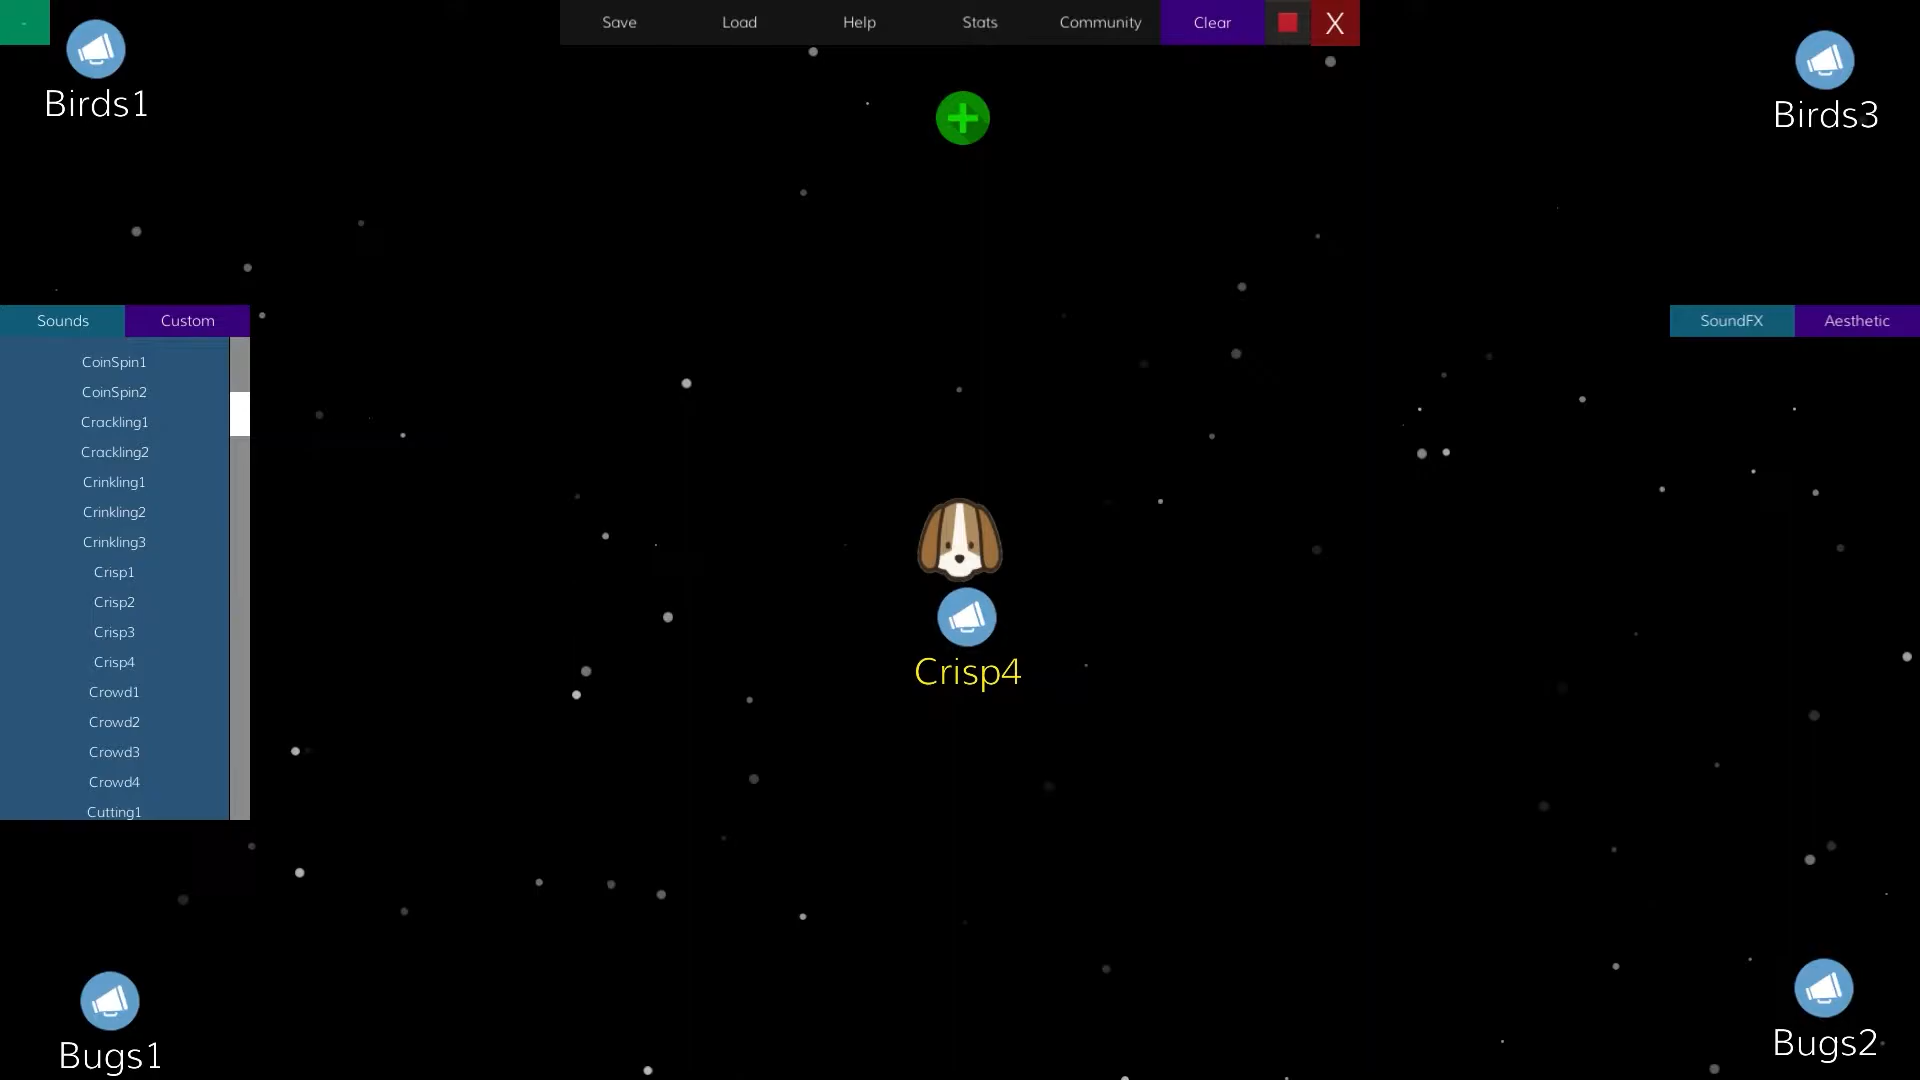 -
Save
Load
Help
Stats
Community
Clear
X
Birds1
Birds3
Sounds
Custom
SoundFX
Aesthetic
CoinSpin1
CoinSpin2
Crackling1
Crackling2
Crinkling1
Crinkling2
Crinkling3
Crisp1
Crisp2
Crisp3
Crisp4
Crowd1
Crowd2
Crowd3
Crowd4
Cutting1
Crisp4
Bugs1
Bugs2